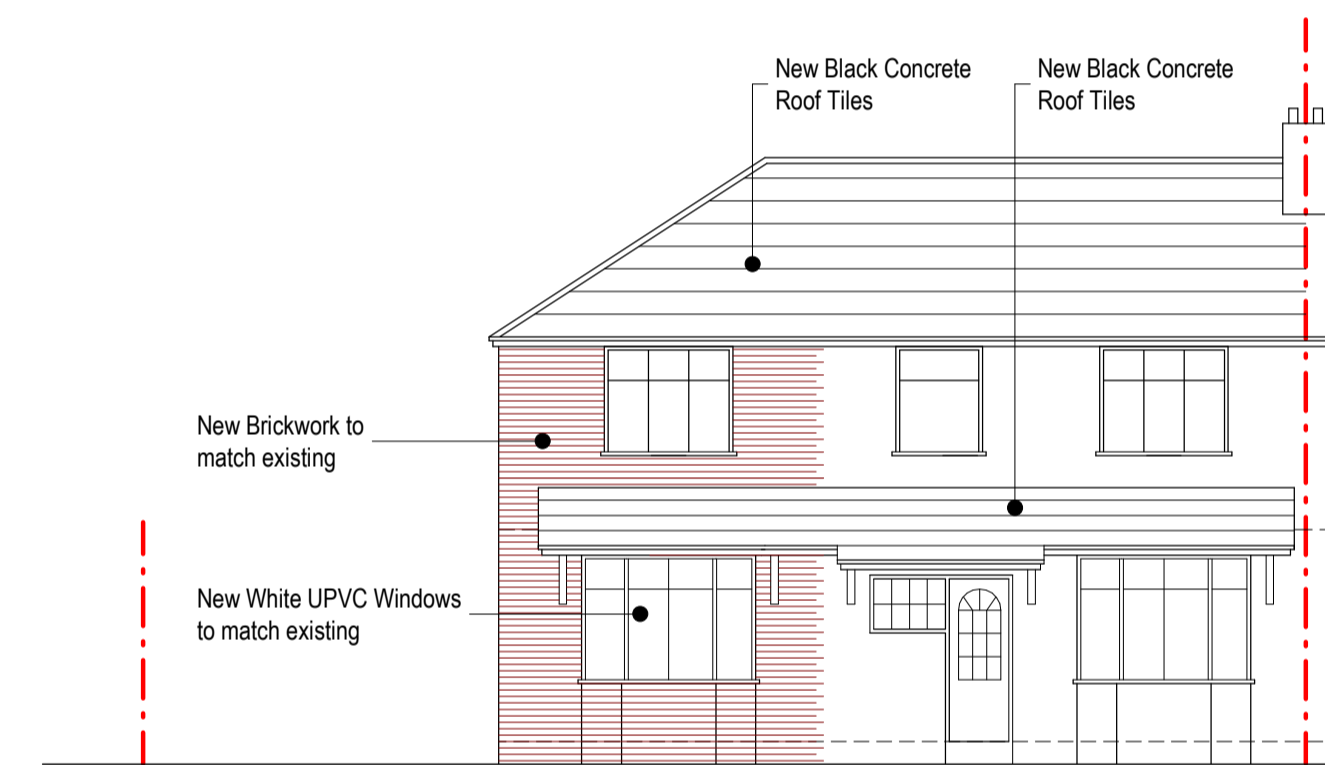 New Black Concrete
Roof Tiles
New Black Concrete
Roof Tiles
New Brickwork to
match existing
New White UPVC Windows
to match existing